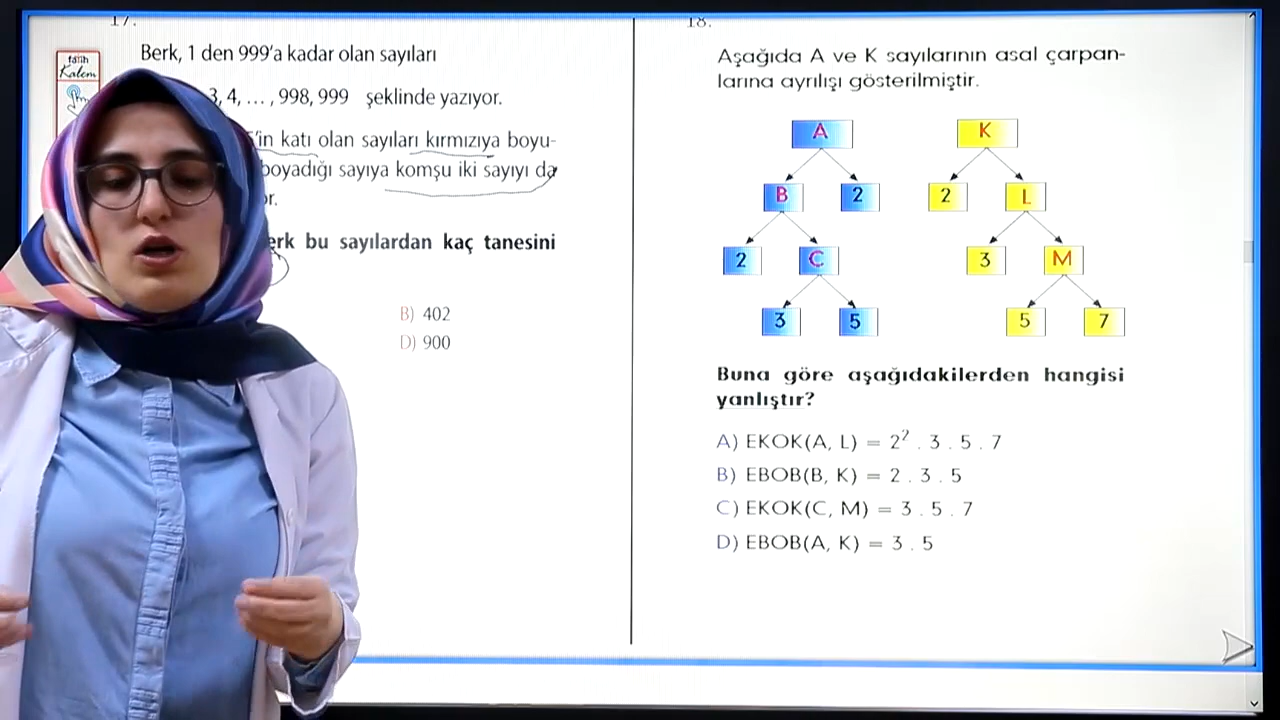 17.
fatih
Kalem
Berk, 1 den 999'a kadar olan sayıları
3, 4, ... , 998, 999 şeklinde yazıyor.
'in katı olan sayıları kırmızıya boyu-
boyadığı sayıya komşu iki sayıyı da
or.
erk bu sayılardan kaç tanesini
B) 402
D) 900
18.
Aşağıda A ve K sayılarının asal çarpan-
larına ayrılışı gösterilmiştir.
A
B 2
2 C
3 5
K
2 L
3 M
5 7
Buna göre aşağıdakilerden hangisi
yanlıştır?
A) EKOK(A, L) = 2² . 3 . 5 . 7
B) EBOB(B, K) = 2 . 3 . 5
C) EKOK(C, M) = 3 . 5 . 7
D) EBOB(A, K) = 3 . 5